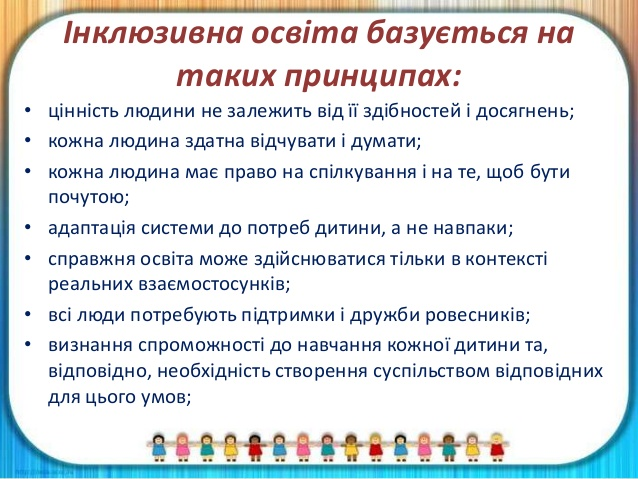 Інклюзивна освіта базується на
таких принципах:
• цінність людини не залежить від її здібностей і досягнень;
• кожна людина здатна відчувати і думати;
• кожна людина має право на спілкування і на те, щоб бути
почутою;
• адаптація системи до потреб дитини, а не навпаки;
• справжня освіта може здійснюватися тільки в контексті
реальних взаємостосунків;
• всі люди потребують підтримки і дружби ровесників;
• визнання спроможності до навчання кожної дитини та,
відповідно, необхідність створення суспільством відповідних
для цього умов;